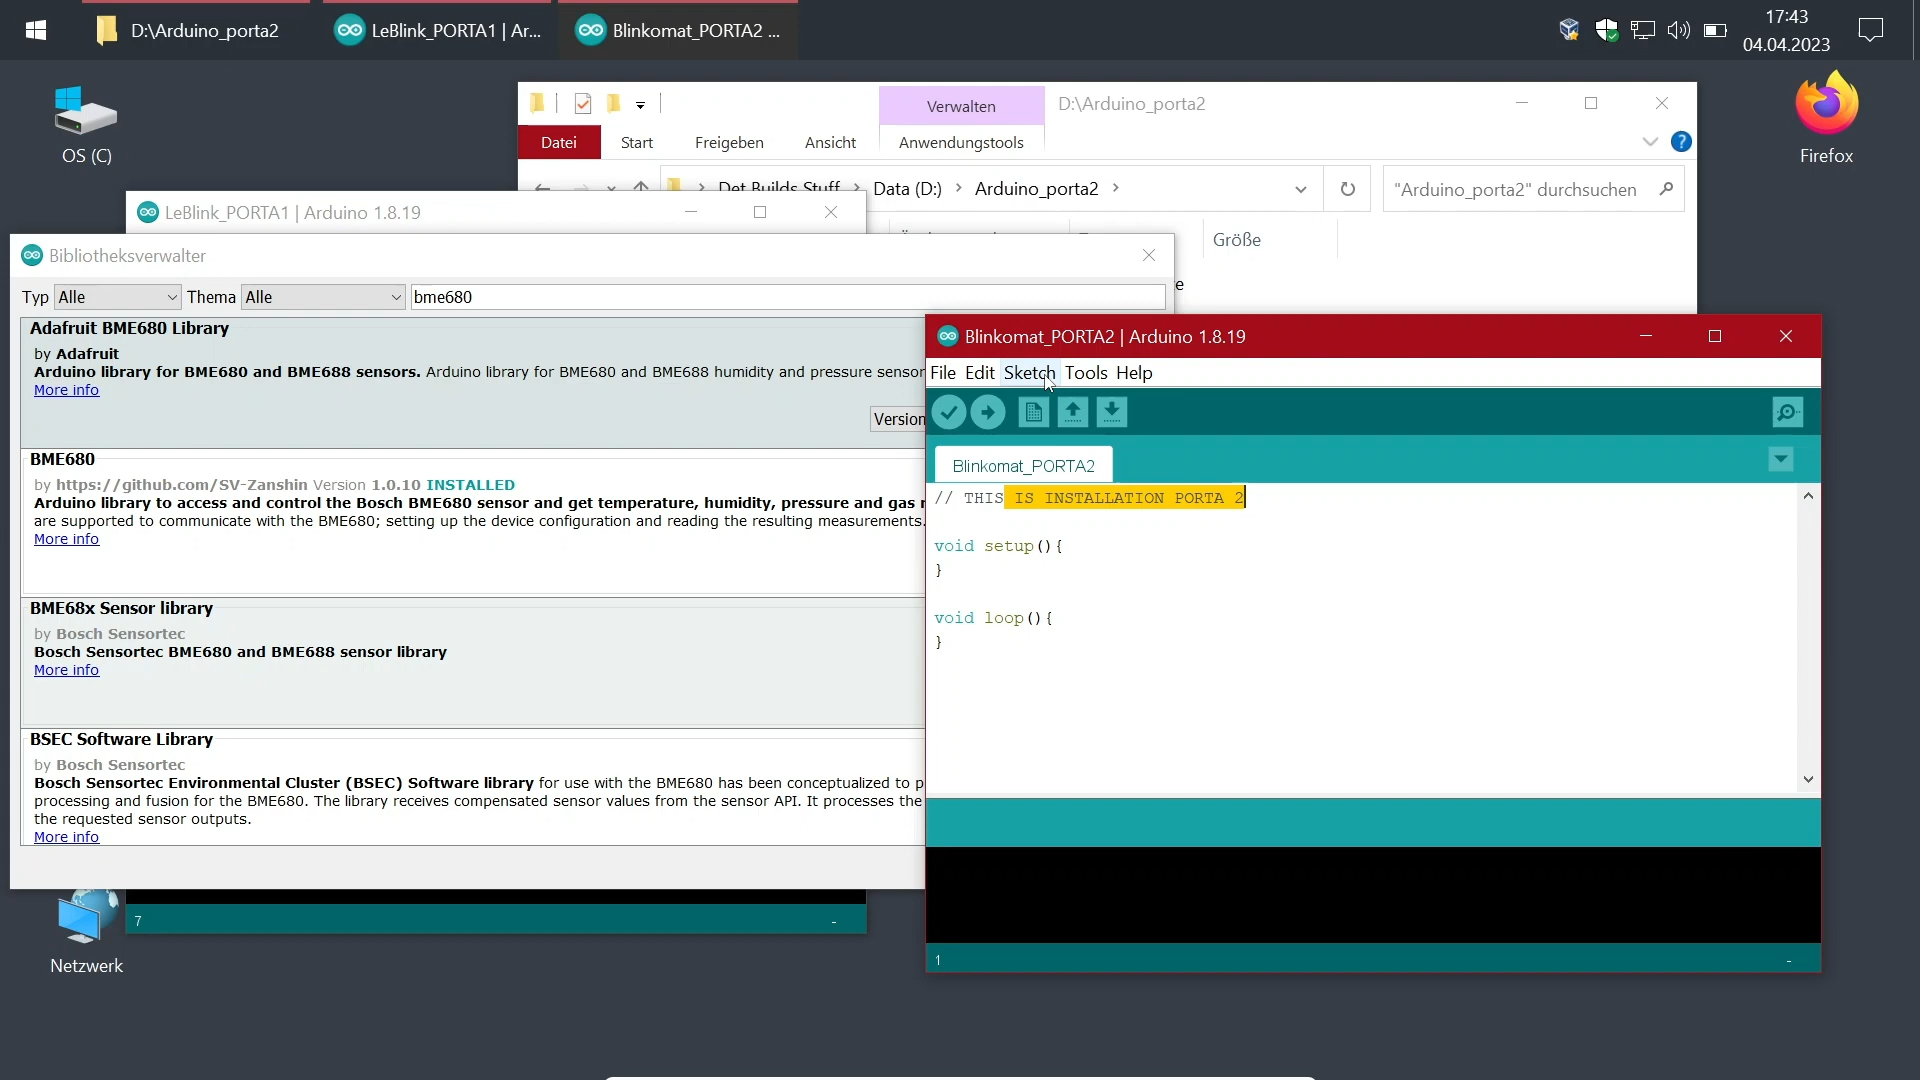 D:\Arduino_porta2
LeBlink_PORTA1 | Ar...
Blinkomat_PORTA2 ...
17:43
04.04.2023
OS (C)
Firefox
Verwalten
D:\Arduino_porta2
Datei
Start
Freigeben
Ansicht
Anwendungstools
Det Builds Stuff > Data (D:) > Arduino_porta2 >
"Arduino_porta2" durchsuchen
Größe
LeBlink_PORTA1 | Arduino 1.8.19
Bibliotheksverwalter
Typ Alle Thema Alle bme680
Adafruit BME680 Library
by Adafruit
Arduino library for BME680 and BME688 sensors. Arduino library for BME680 and BME688 humidity and pressure sensor
More info
Version
BME680
by https://github.com/SV-Zanshin Version 1.0.10 INSTALLED
Arduino library to access and control the Bosch BME680 sensor and get temperature, humidity, pressure and gas
are supported to communicate with the BME680; setting up the device configuration and reading the resulting measurements.
More info
BME68x Sensor library
by Bosch Sensortec
Bosch Sensortec BME680 and BME688 sensor library
More info
BSEC Software Library
by Bosch Sensortec
Bosch Sensortec Environmental Cluster (BSEC) Software library for use with the BME680 has been conceptualized to p
processing and fusion for the BME680. The library receives compensated sensor values from the sensor API. It processes the
the requested sensor outputs.
More info
7
-
Netzwerk
Blinkomat_PORTA2 | Arduino 1.8.19
File Edit Sketch Tools Help
Blinkomat_PORTA2
// THIS IS INSTALLATION PORTA 2
void setup(){
}
void loop(){
}
1
-